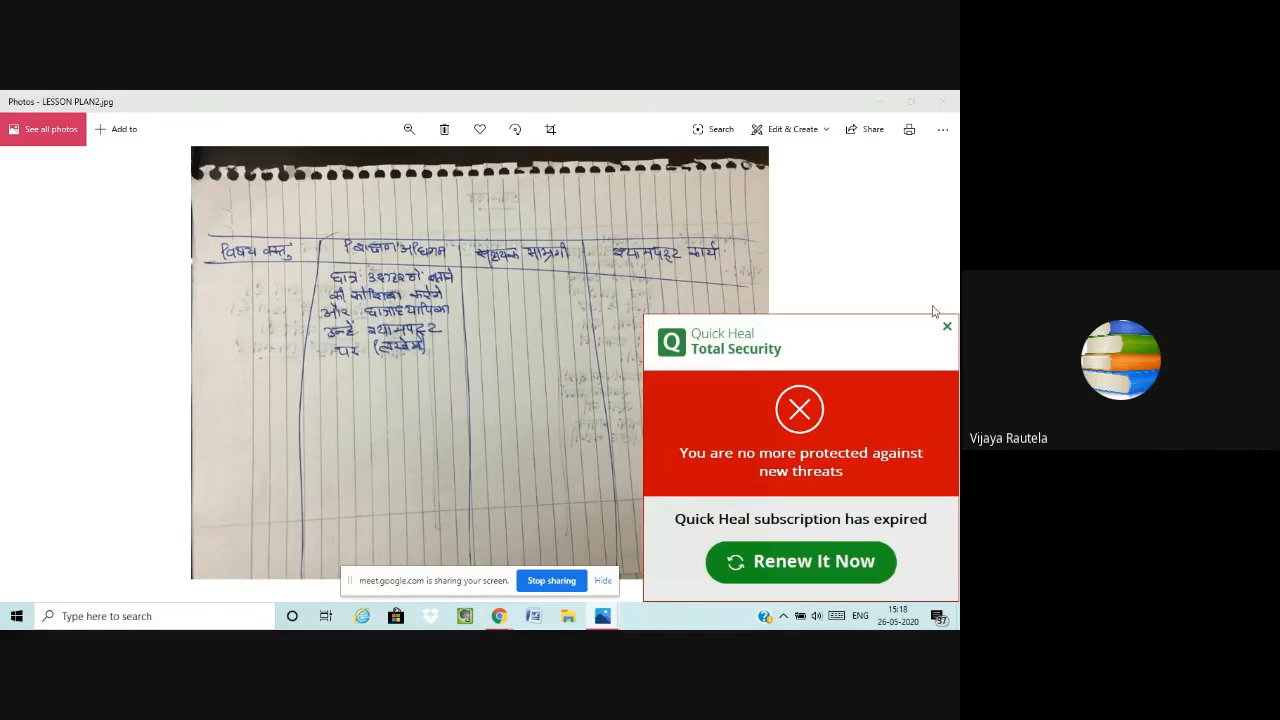 Photos - LESSON PLAN2.jpg
See all photos
Add to
Search
Edit & Create
Share
विषय वस्तु
शिक्षण अधिगम
सहायक सामग्री
श्यामपट्ट कार्य
छात्र उदाहरणों बताने
की कोशिश करेंगे
और छात्राध्यापिका
उन्हें श्यामपट्ट
पर लिखेगी
Quick Heal
Total Security
You are no more protected against
new threats
Quick Heal subscription has expired
Renew It Now
meet.google.com is sharing your screen.
Stop sharing
Hide
Type here to search
ENG
15:18
26-05-2020
37
Vijaya Rautela